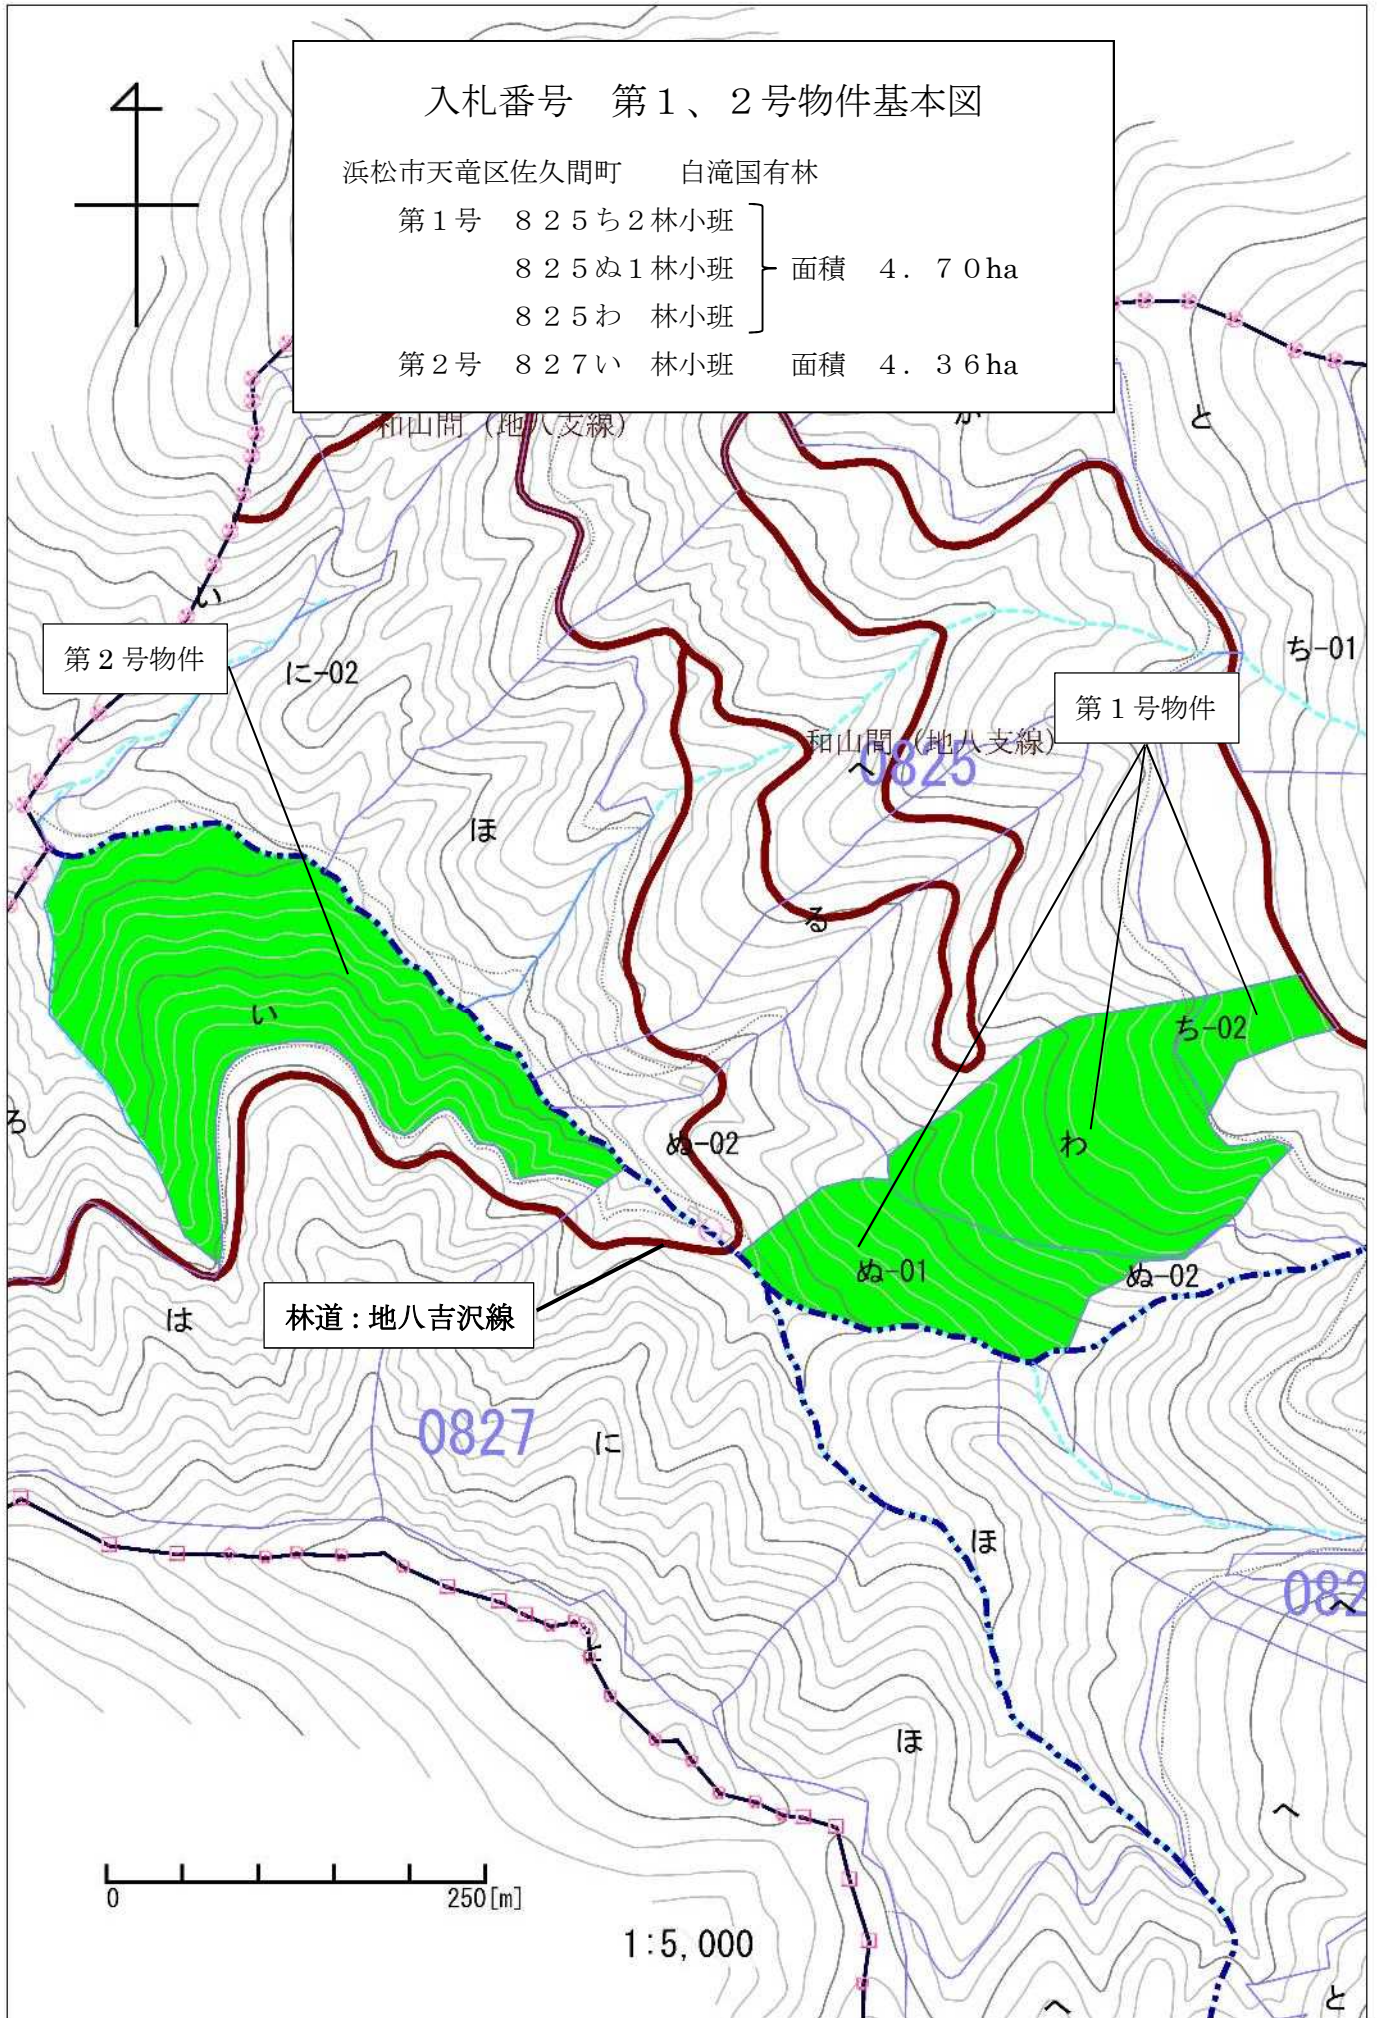 入札番号　第１、２号物件基本図
浜松市天竜区佐久間町　　白滝国有林
第１号　８２５ち２林小班
８２５ぬ１林小班　面積　４．７０ha
８２５わ　林小班
第２号　８２７い　林小班　　面積　４．３６ha
和山間（地八支線）
か
と
い
第２号物件
に-02
ち-01
第１号物件
和山間（地八支線）
へ
0825
ほ
る
い
ち-02
ろ
わ
ぬ-02
ぬ-01
ぬ-02
林道：地八吉沢線
は
0827
に
ほ
082
へ
と
ほ
へ
0
250[m]
1:5,000
へ
と